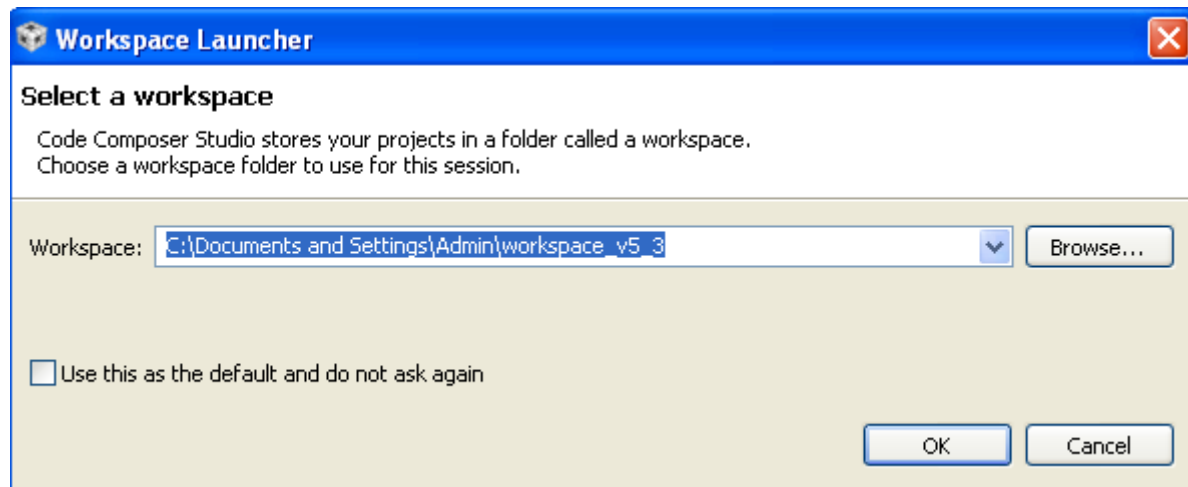 Workspace Launcher
Select a workspace
Code Composer Studio stores your projects in a folder called a workspace.
Choose a workspace folder to use for this session.
Workspace: C:\Documents and Settings\Admin\workspace_v5_3 Browse...
Use this as the default and do not ask again
OK Cancel